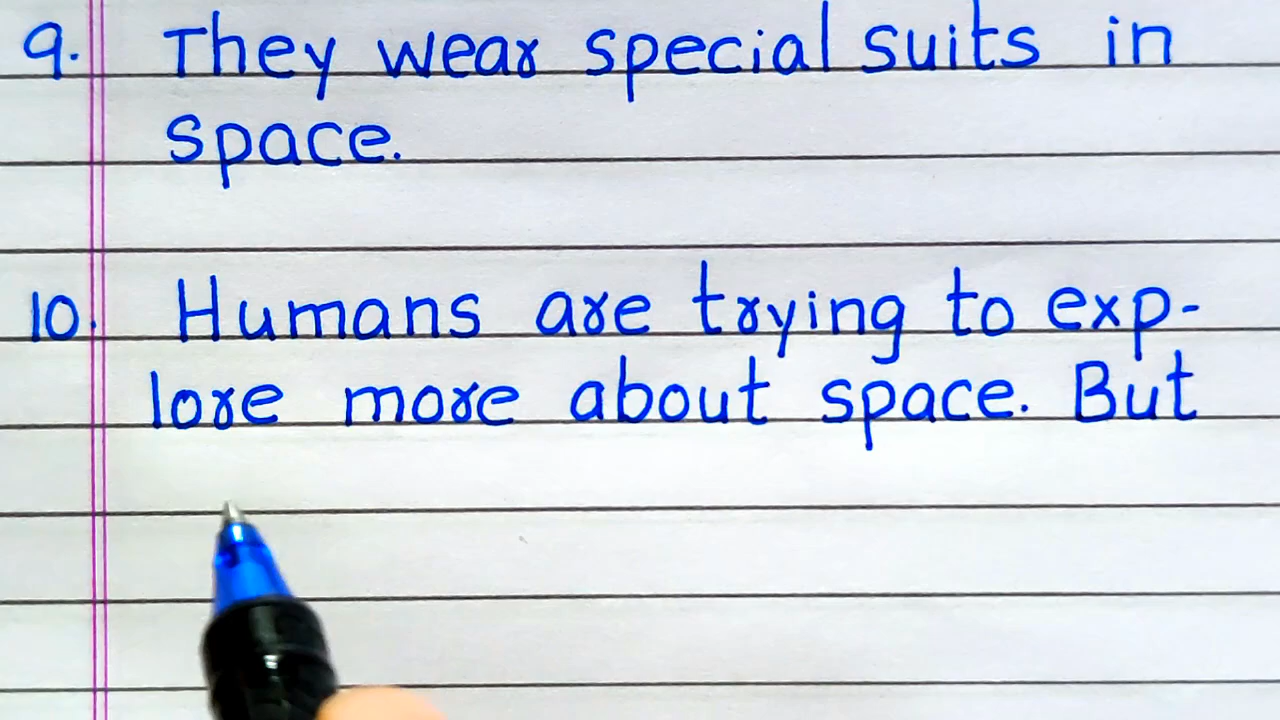 9. They wear special suits in
space.
10. Humans are trying to exp-
lore more about space. But